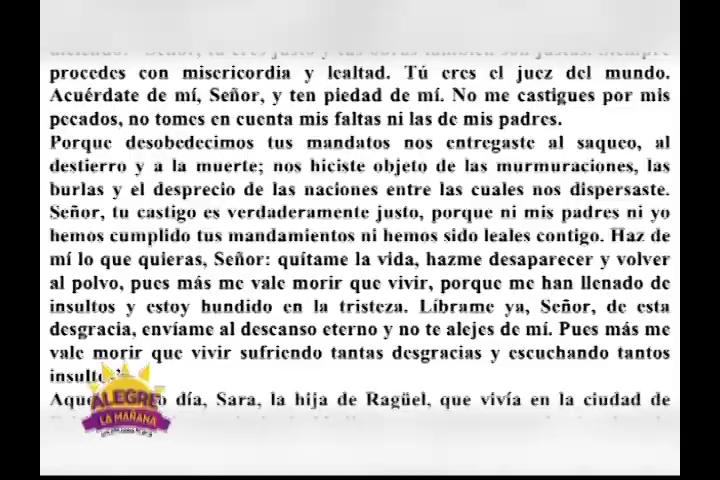 procedes con misericordia y lealtad. Tú eres el juez del mundo.
Acuérdate de mí, Señor, y ten piedad de mí. No me castigues por mis
pecados, no tomes en cuenta mis faltas ni las de mis padres.
Porque desobedecimos tus mandatos nos entregaste al saqueo, al
destierro y a la muerte; nos hiciste objeto de las murmuraciones, las
burlas y el desprecio de las naciones entre las cuales nos dispersaste.
Señor, tu castigo es verdaderamente justo, porque ni mis padres ni yo
hemos cumplido tus mandamientos ni hemos sido leales contigo. Haz de
mí lo que quieras, Señor: quítame la vida, hazme desaparecer y volver
al polvo, pues más me vale morir que vivir, porque me han llenado de
insultos y estoy hundido en la tristeza. Líbrame ya, Señor, de esta
desgracia, envíame al descanso eterno y no te alejes de mí. Pues más me
vale morir que vivir sufriendo tantas desgracias y escuchando tantos
día, Sara, la hija de Ragüel, que vivía en la ciudad de
ALEGRE
LA MAÑANA